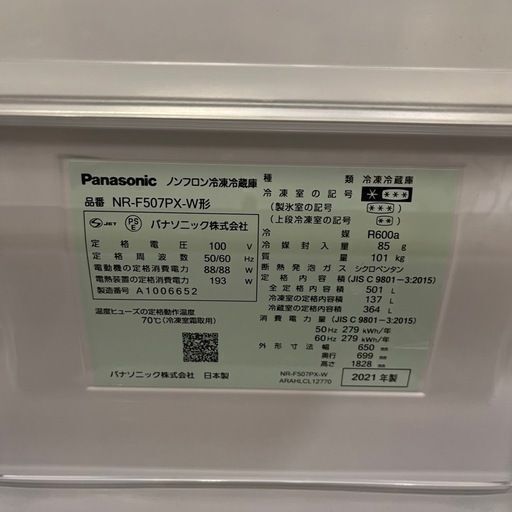 Panasonic ノンフロン冷凍冷蔵庫
品番 NR-F507PX-W形
S JET PS E パナソニック株式会社
定格電圧 100 V
定格周波数 50/60 Hz
電動機の定格消費電力 88/88 W
電熱装置の定格消費電力 193 W
製造番号 A1006652
温度ヒューズの定格動作温度
70℃(冷凍室霜取用)
パナソニック株式会社 日本製
種類 冷凍冷蔵庫
冷凍室の記号 * ***
(製氷室の記号 ***)
(上段冷凍室の記号 ***)
冷媒 R600a
冷媒封入量 85 g
質量 101 kg
断熱発泡ガス シクロペンタン
定格内容積 (JIS C 9801-3:2015)
全定格内容積 501 L
冷凍室の定格内容積 137 L
冷蔵室の定格内容積 364 L
消費電力量 (JIS C 9801-3:2015)
50Hz 279 kWh/年
60Hz 279 kWh/年
外形寸法 幅 650 mm
奥行 699 mm
高さ 1828 mm
NR-F507PX-W
ARAHLCL12770
2021年製